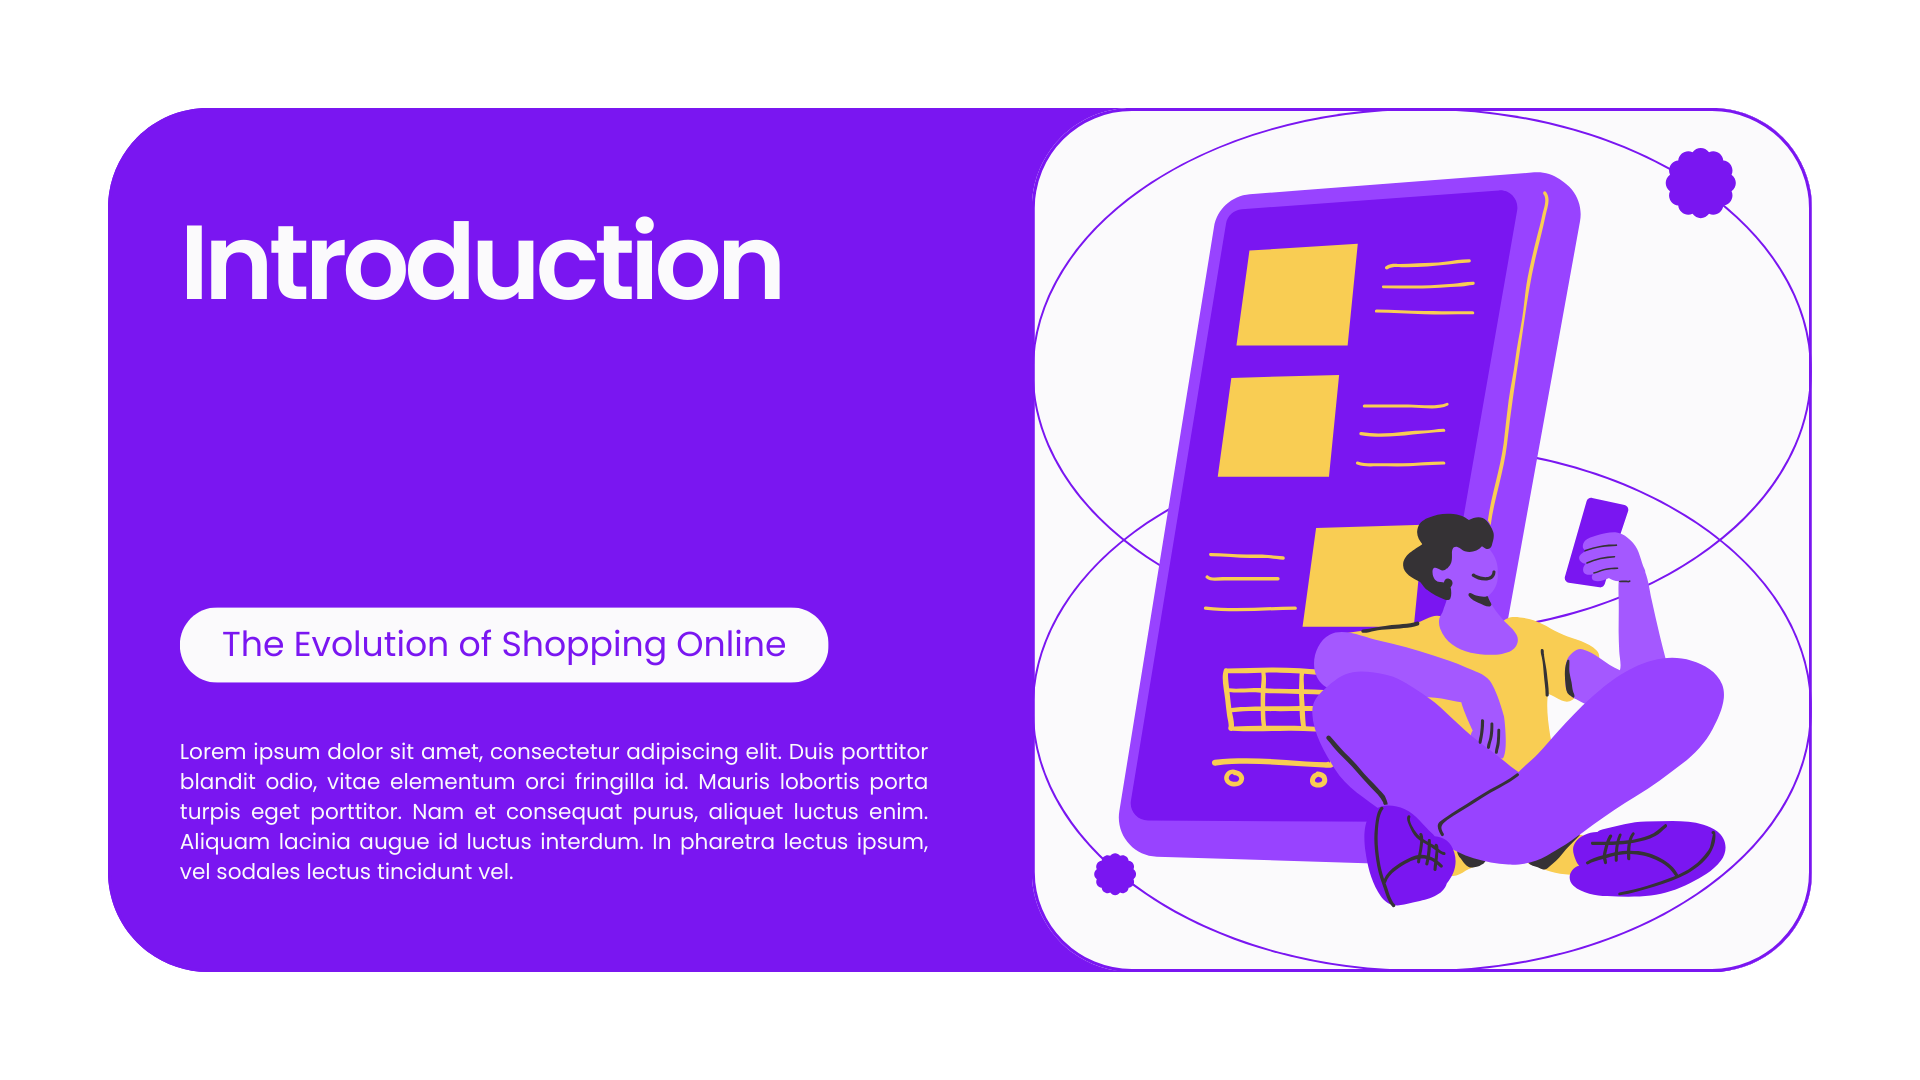 Introduction
The Evolution of Shopping Online
Lorem ipsum dolor sit amet, consectetur adipiscing elit. Duis porttitor
blandit odio, vitae elementum orci fringilla id. Mauris lobortis porta
turpis eget porttitor. Nam et consequat purus, aliquet luctus enim.
Aliquam lacinia augue id luctus interdum. In pharetra lectus ipsum,
vel sodales lectus tincidunt vel.